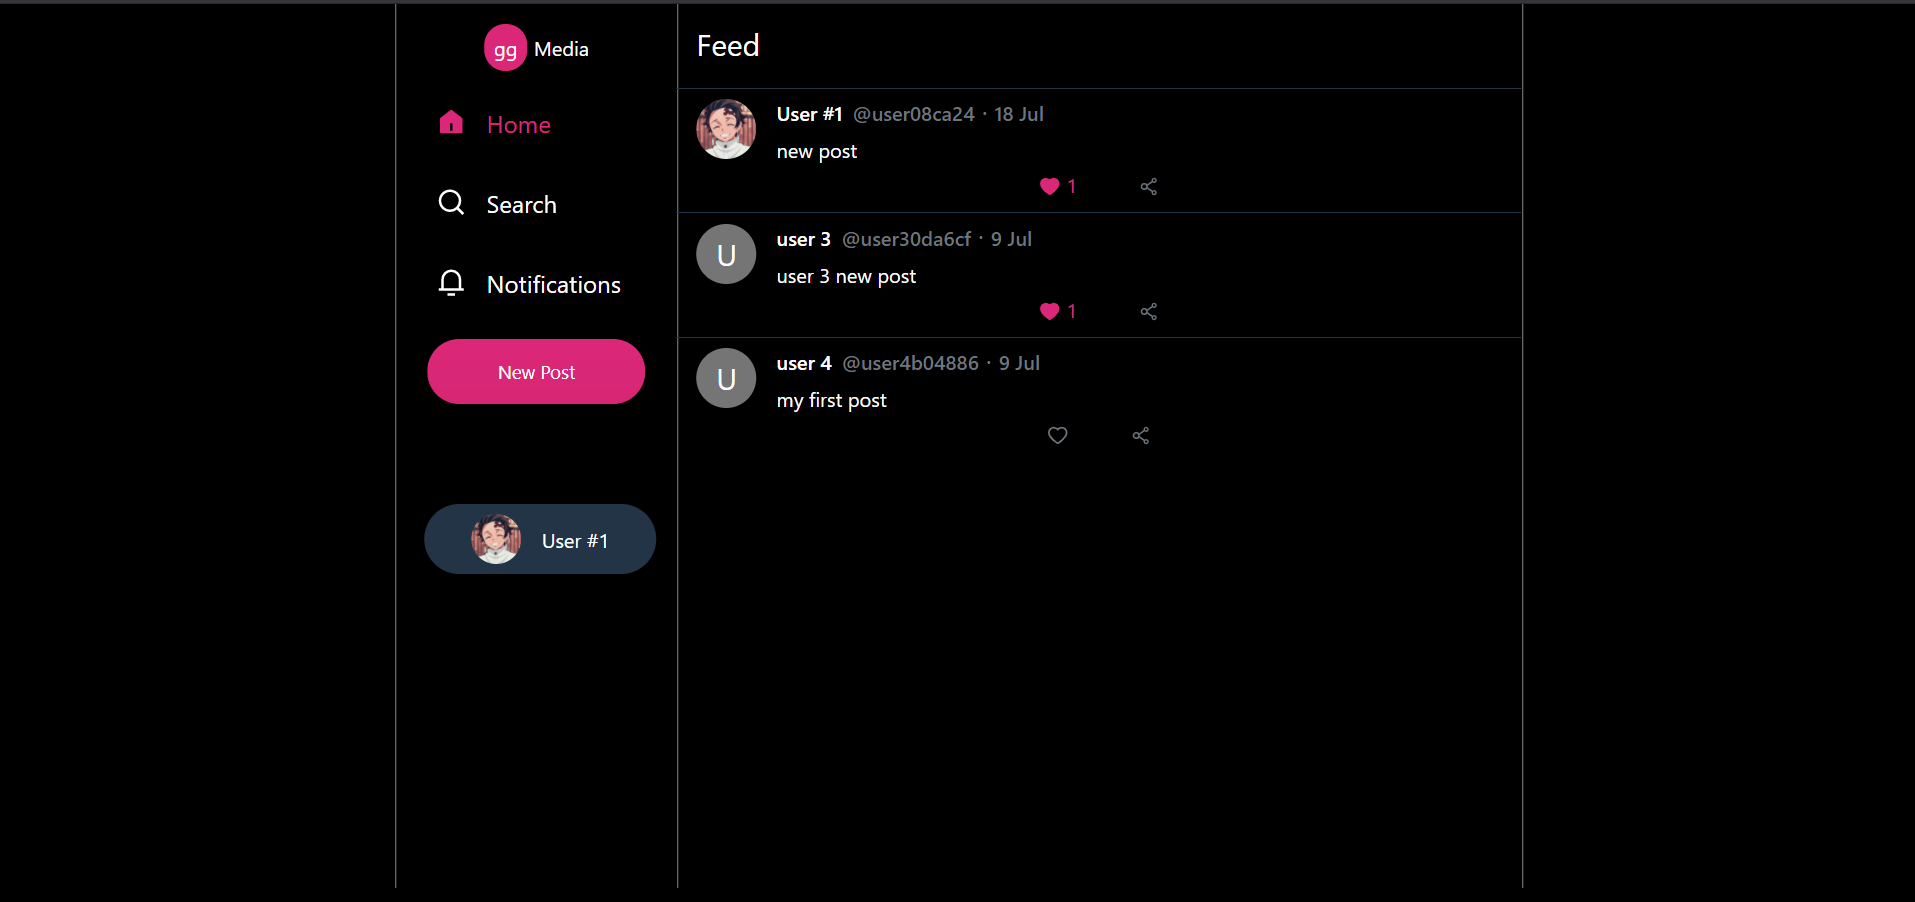 gg Media
Home
Search
Notifications
New Post
User #1
Feed
User #1 @user08ca24 · 18 Jul
new post
1
user 3 @user30da6cf · 9 Jul
U
user 3 new post
1
user 4 @user4b04886 · 9 Jul
U
my first post